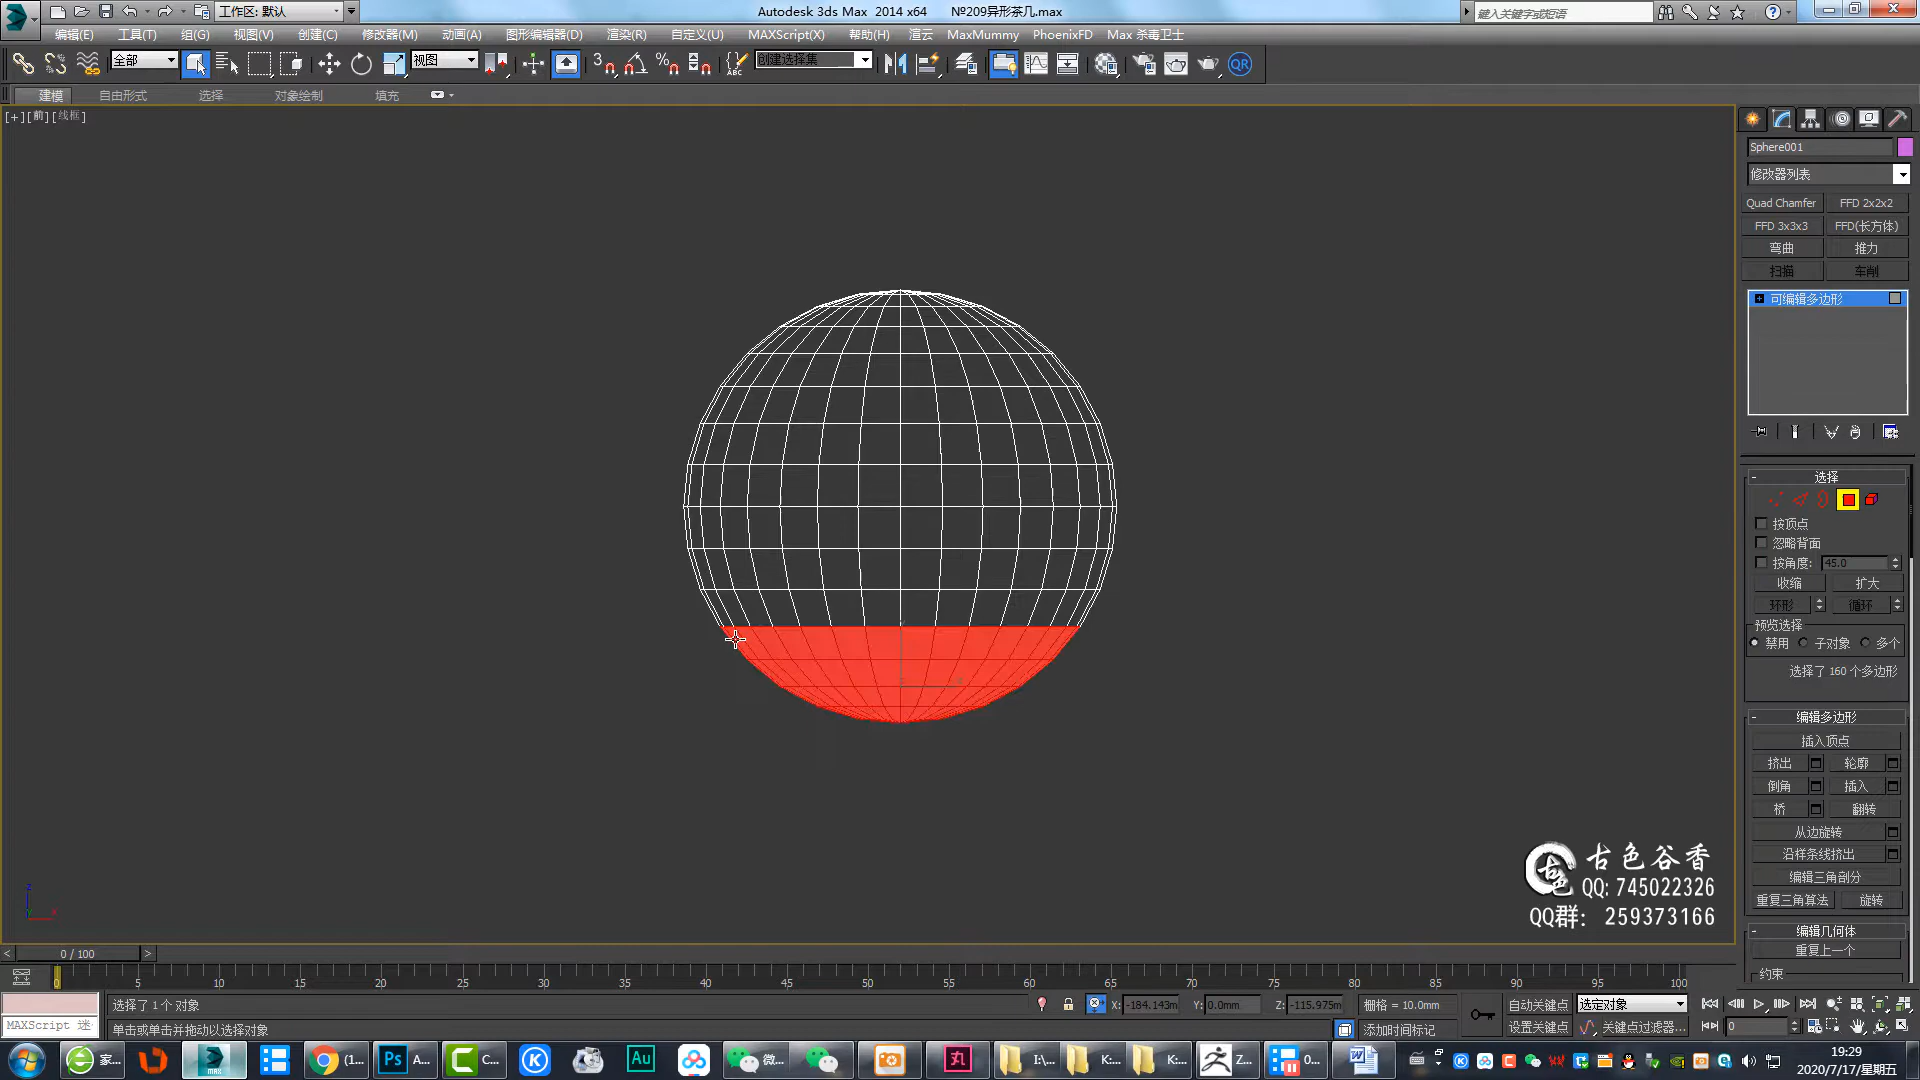 Autodesk 3ds Max 2014 x64 №209异形茶几.max
工作区: 默认
键入关键字或短语
编辑(E) 工具(T) 组(G) 视图(V) 创建(C) 修改器(M) 动画(A) 图形编辑器(D) 渲染(R) 自定义(U) MAXScript(X) 帮助(H) 渲云 MaxMummy PhoenixFD Max 杀毒卫士
全部
视图
创建选择集
QR
建模 自由形式 选择 对象绘制 填充
[+][前][线框]
Sphere001
修改器列表
Quad Chamfer FFD 2x2x2
FFD 3x3x3 FFD(长方体)
弯曲 推力
扫描 车削
可编辑多边形
选择
按顶点
忽略背面
按角度: 45.0
收缩 扩大
环形 循环
预览选择
禁用 子对象 多个
选择了 160 个多边形
编辑多边形
插入顶点
挤出 轮廓
倒角 插入
桥 翻转
从边旋转
沿样条线挤出
编辑三角剖分
重复三角算法 旋转
编辑几何体
重复上一个
约束
古色谷香
QQ: 745022326
QQ群: 259373166
0 / 100
0 5 10 15 20 25 30 35 40 45 50 55 60 65 70 75 80 85 90 95 100
选择了 1 个 对象
X: -184.143m Y: 0.0mm Z: -115.975m 栅格 = 10.0mm
自动关键点 选定对象
MAXScript 迷
单击或单击并拖动以选择对象
添加时间标记
设置关键点 关键点过滤器...
0
家... (1... A... C... 微... I:\... K:... K:... Z... 0...
19:29
2020/7/17/星期五